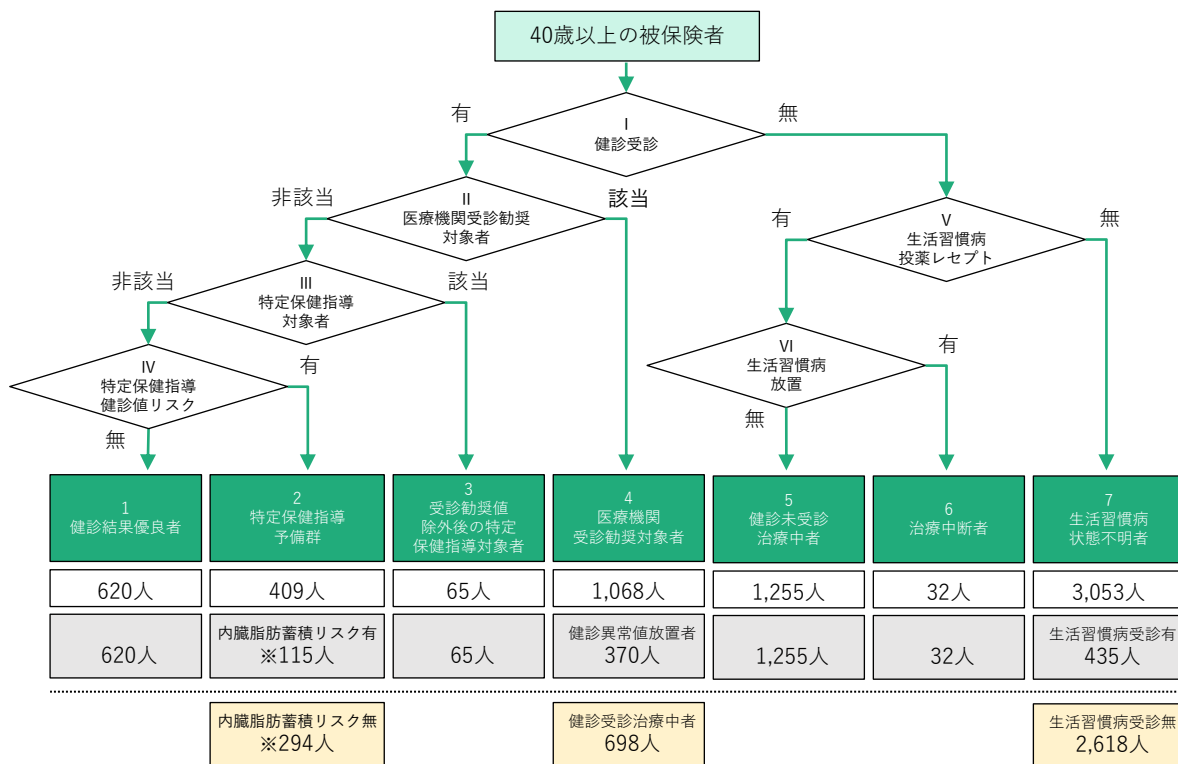 40歳以上の被保険者
有
I
健診受診
無
非該当
II
医療機関受診勧奨
対象者
該当
有
V
生活習慣病
投薬レセプト
無
非該当
III
特定保健指導
対象者
該当
IV
特定保健指導
健診値リスク
有
無
VI
生活習慣病
放置
有
無
1
健診結果優良者
2
特定保健指導
予備群
3
受診勧奨値
除外後の特定
保健指導対象者
4
医療機関
受診勧奨対象者
5
健診未受診
治療中者
6
治療中断者
7
生活習慣病
状態不明者
620人
409人
65人
1,068人
1,255人
32人
3,053人
620人
内臓脂肪蓄積リスク有
※115人
65人
健診異常値放置者
370人
1,255人
32人
生活習慣病受診有
435人
内臓脂肪蓄積リスク無
※294人
健診受診治療中者
698人
生活習慣病受診無
2,618人